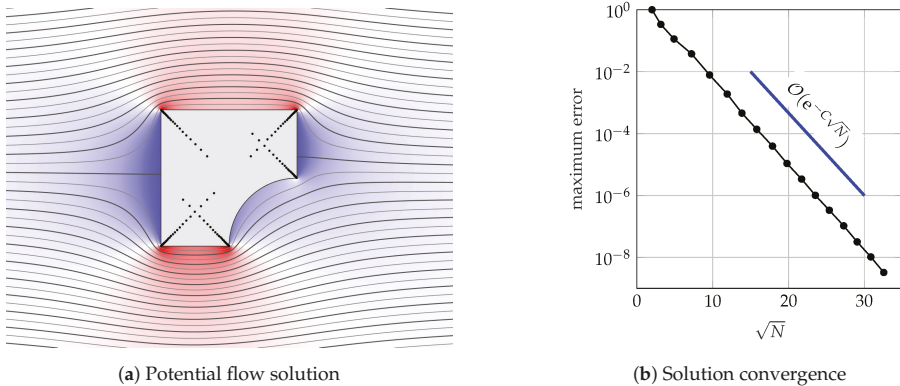 10^0
10^-2
10^-4
10^-6
10^-8
maximum error
O(e^-C√N)
0 10 20 30
√N
(a) Potential flow solution
(b) Solution convergence